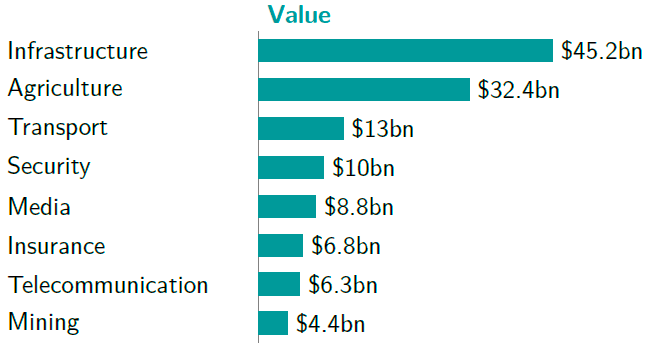 Value
Infrastructure $45.2bn
Agriculture $32.4bn
Transport $13bn
Security $10bn
Media $8.8bn
Insurance $6.8bn
Telecommunication $6.3bn
Mining $4.4bn